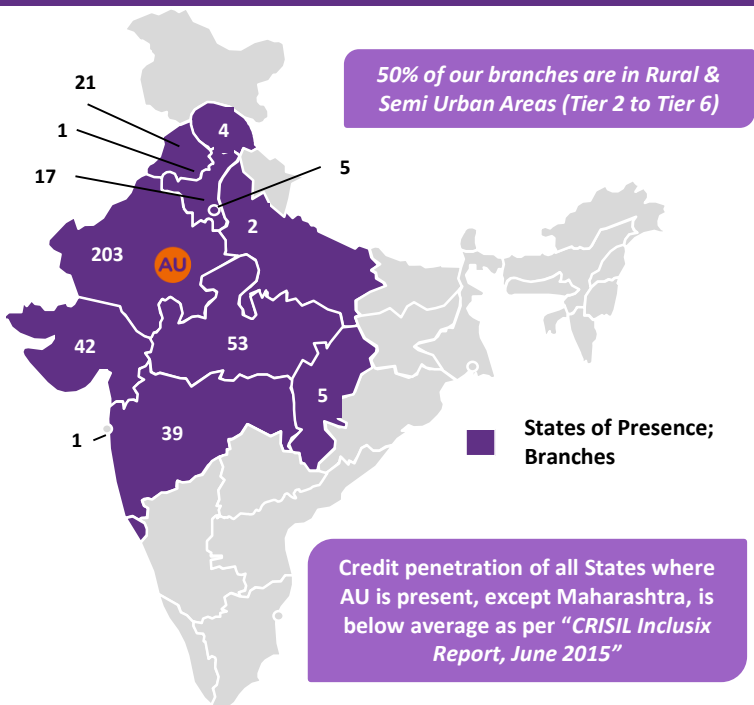 50% of our branches are in Rural &
Semi Urban Areas (Tier 2 to Tier 6)
21
4
1
5
17
2
203
AU
42
53
5
1
39
States of Presence;
Branches
Credit penetration of all States where
AU is present, except Maharashtra, is
below average as per “CRISIL Inclusix
Report, June 2015”